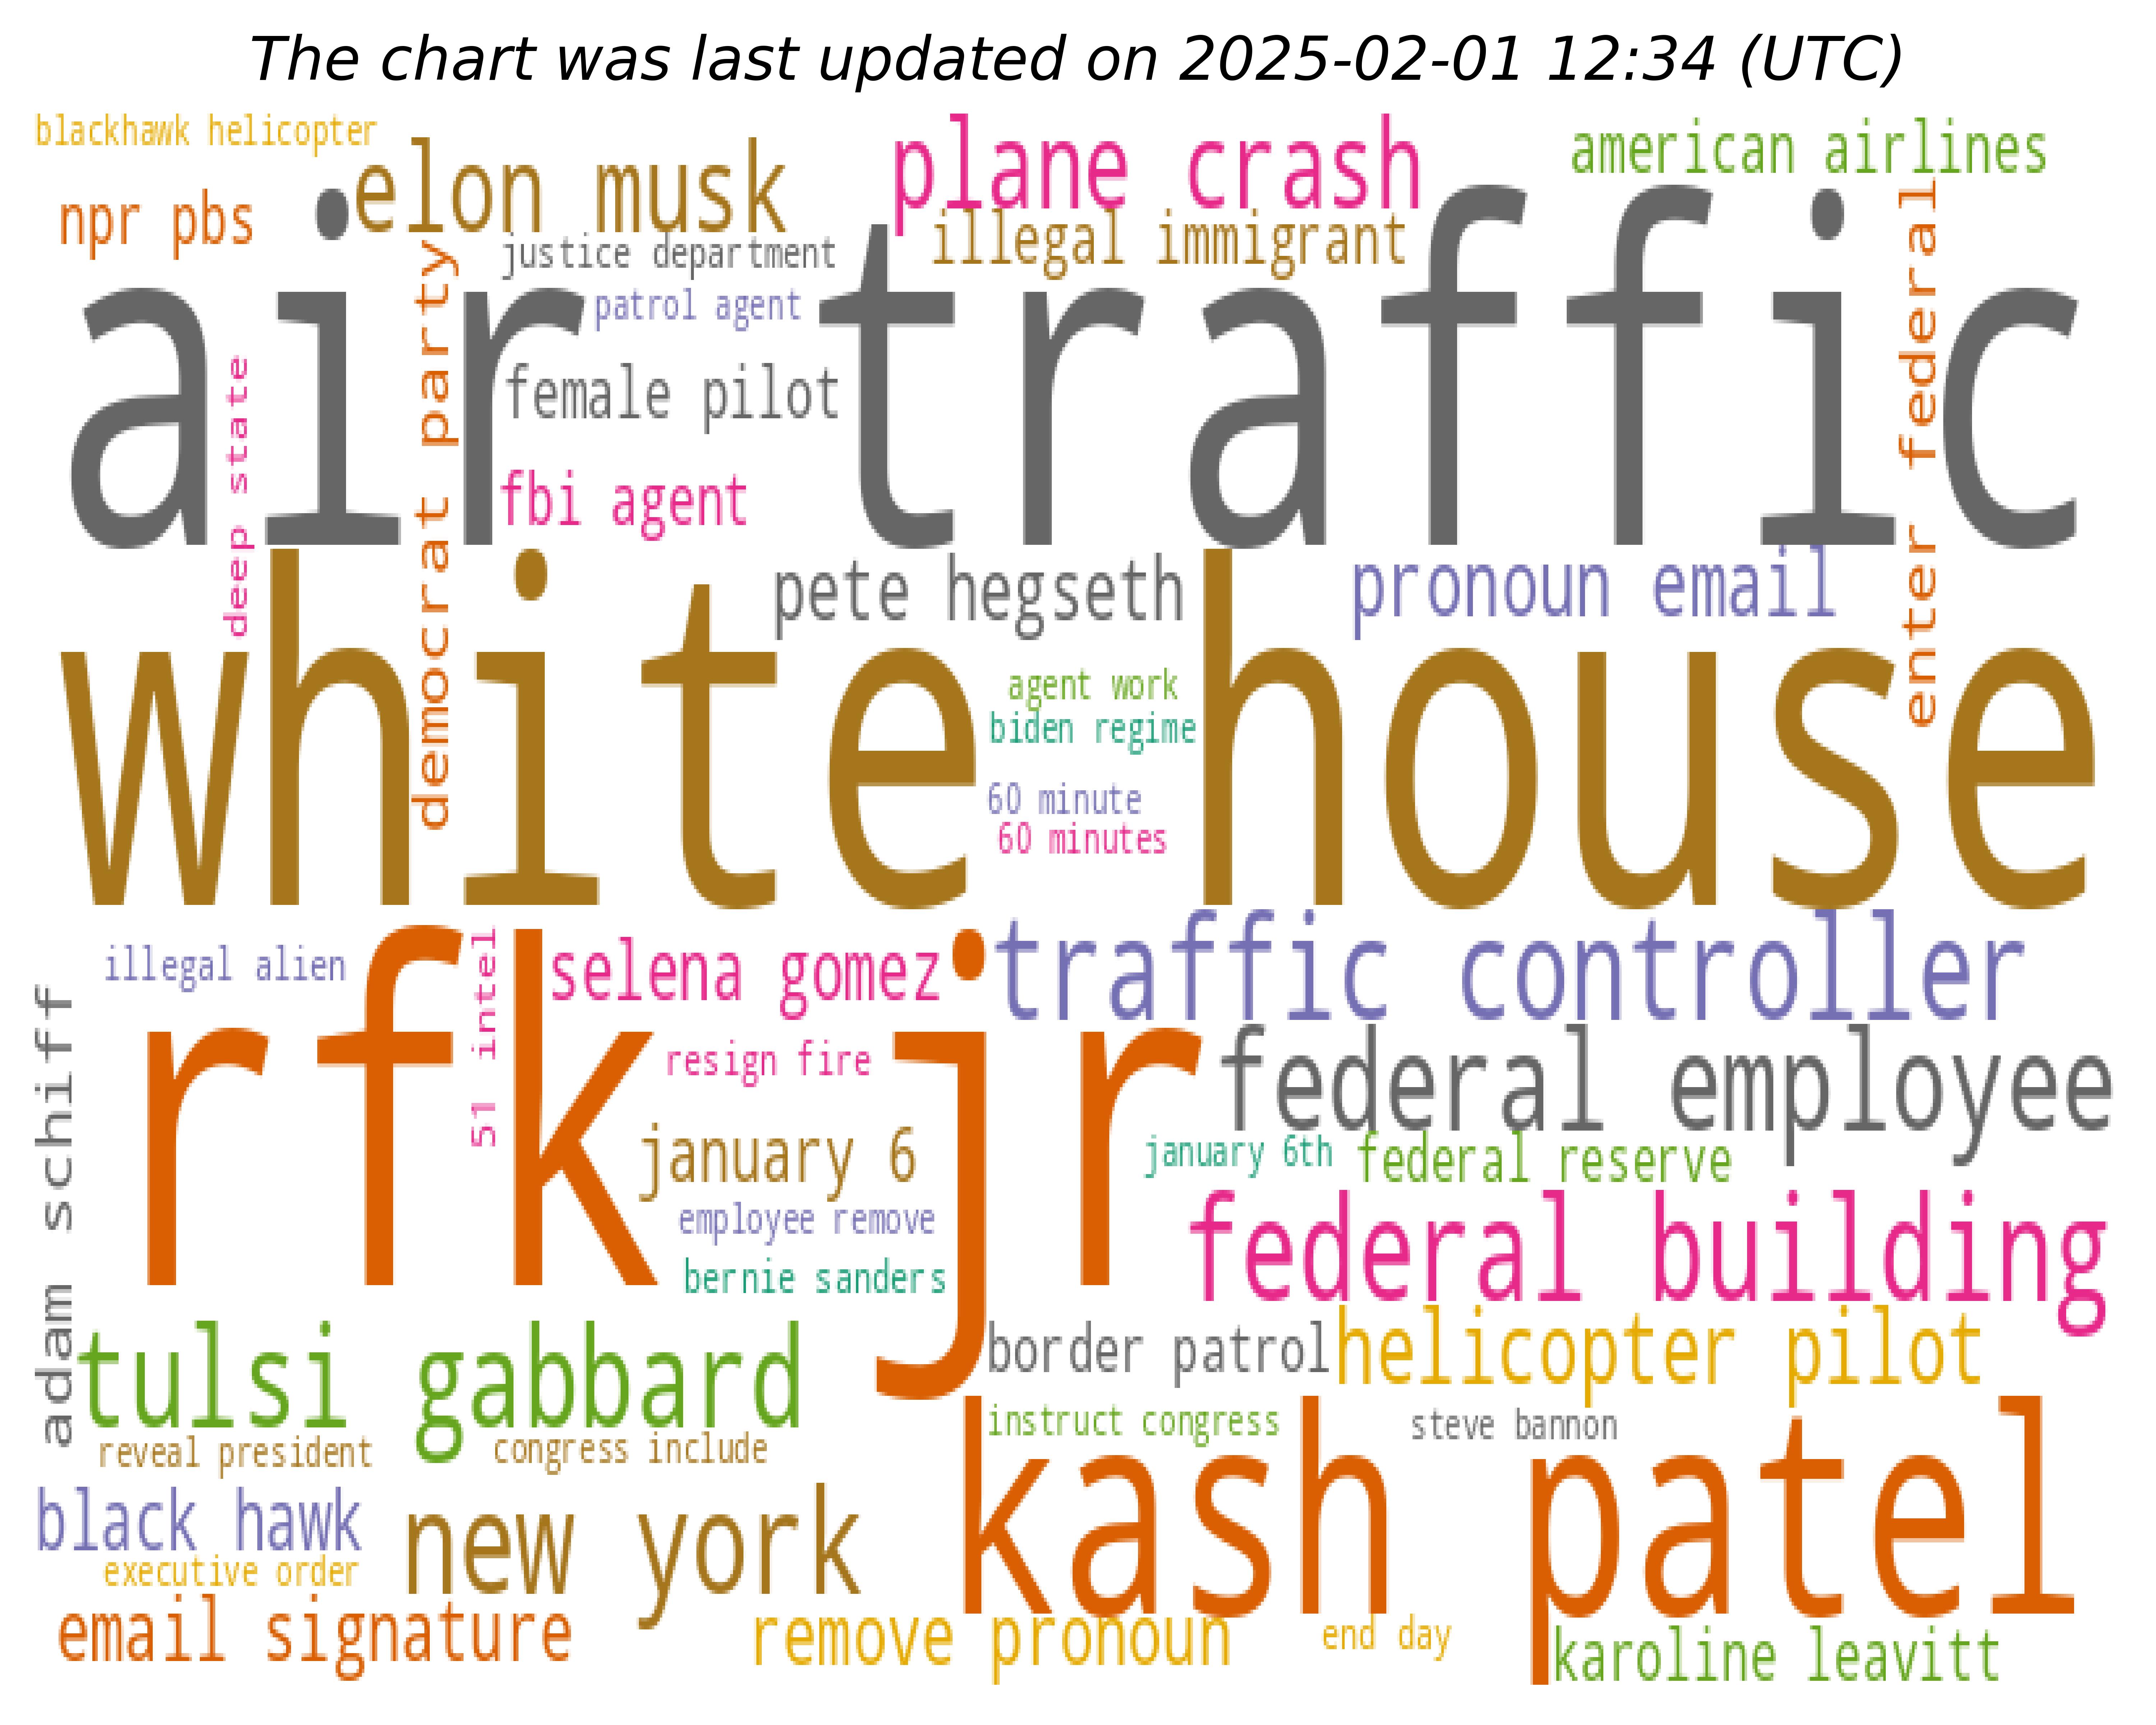 The chart was last updated on 2025-02-01 12:34 (UTC)
blackhawk helicopter
elon musk
plane crash
american airlines
npr pbs
illegal immigrant
justice department
patrol agent
air traffic
enter federal
democrat party
deep state
female pilot
fbi agent
pete hegseth
pronoun email
white house
agent work
biden regime
60 minute
60 minutes
illegal alien
51 intel
selena gomez
traffic controller
adam schiff
rfk jr
resign fire
federal employee
january 6
january 6th
federal reserve
employee remove
federal building
bernie sanders
tulsi gabbard
border patrol
helicopter pilot
reveal president
congress include
instruct congress
steve bannon
black hawk
new york
kash patel
executive order
email signature
remove pronoun
end day
karoline leavitt